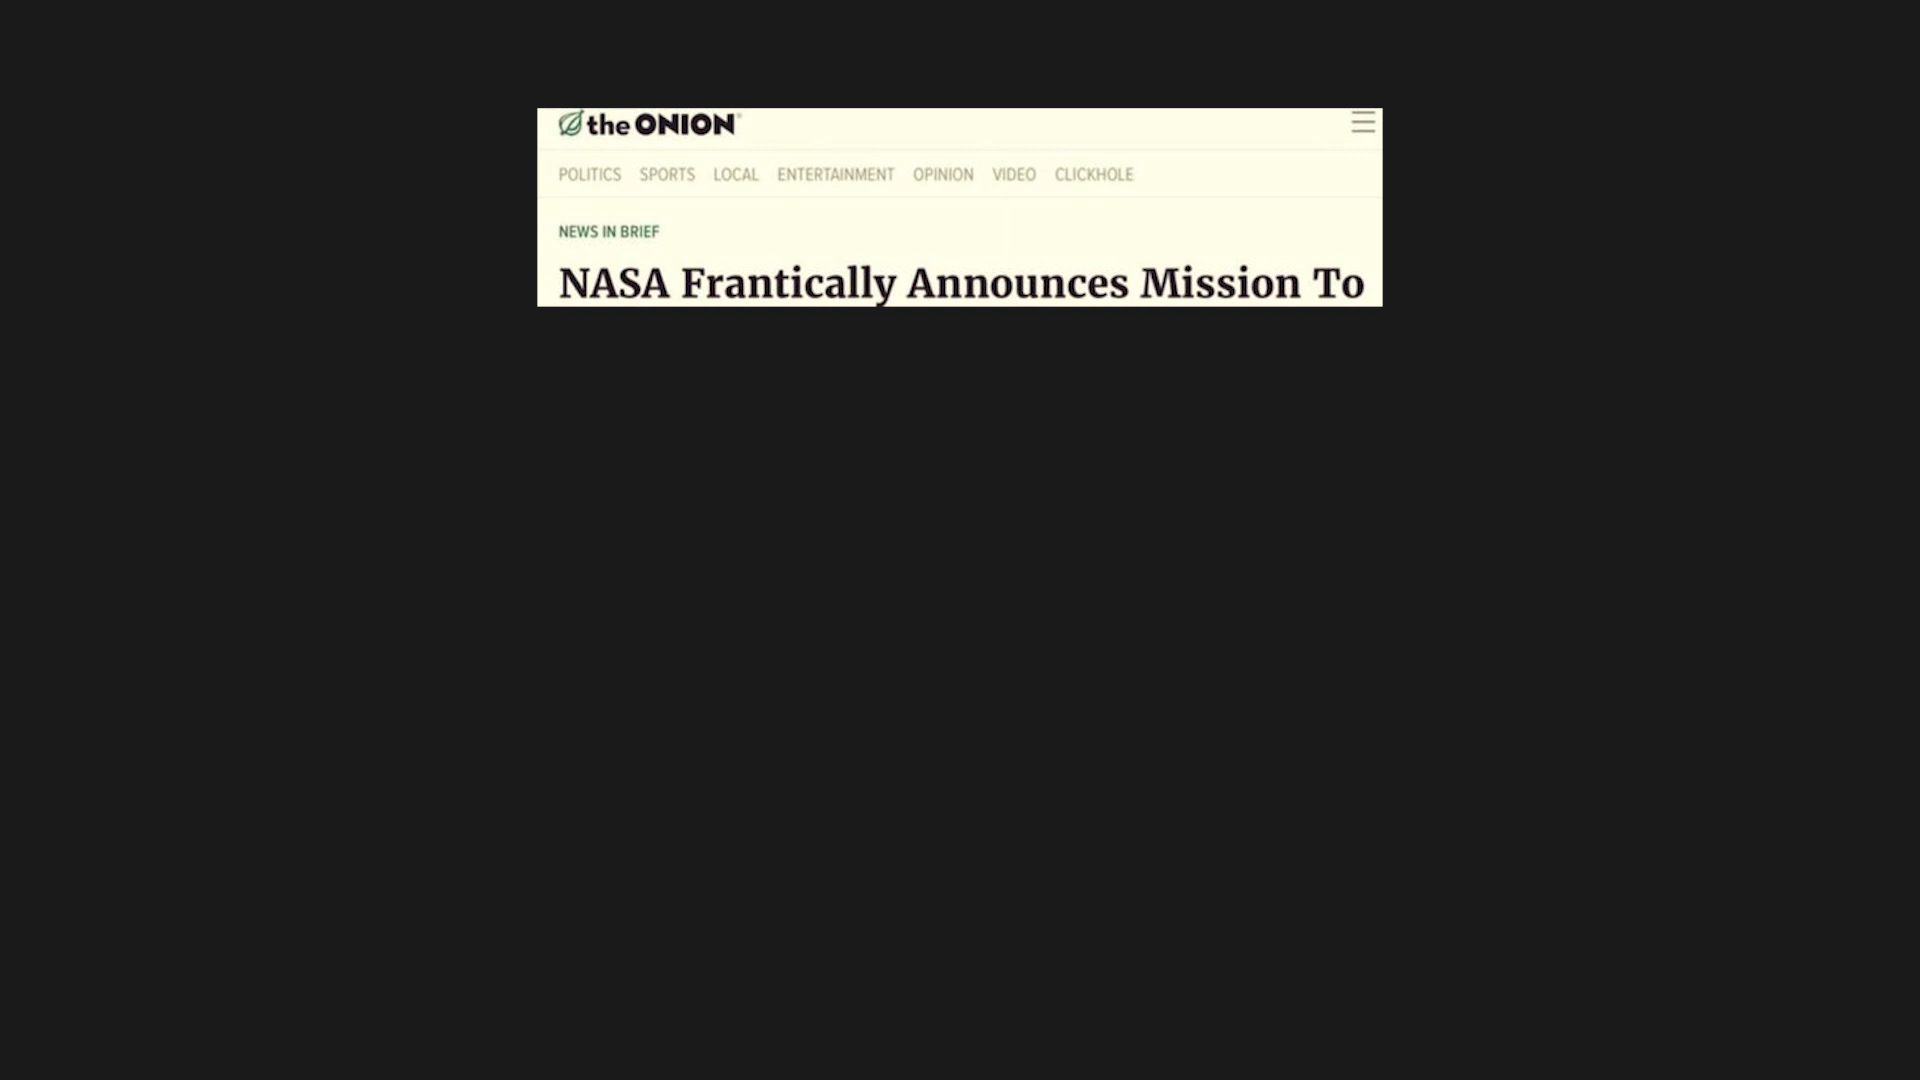 the ONION
POLITICS SPORTS LOCAL ENTERTAINMENT OPINION VIDEO CLICKHOLE
NEWS IN BRIEF
NASA Frantically Announces Mission To